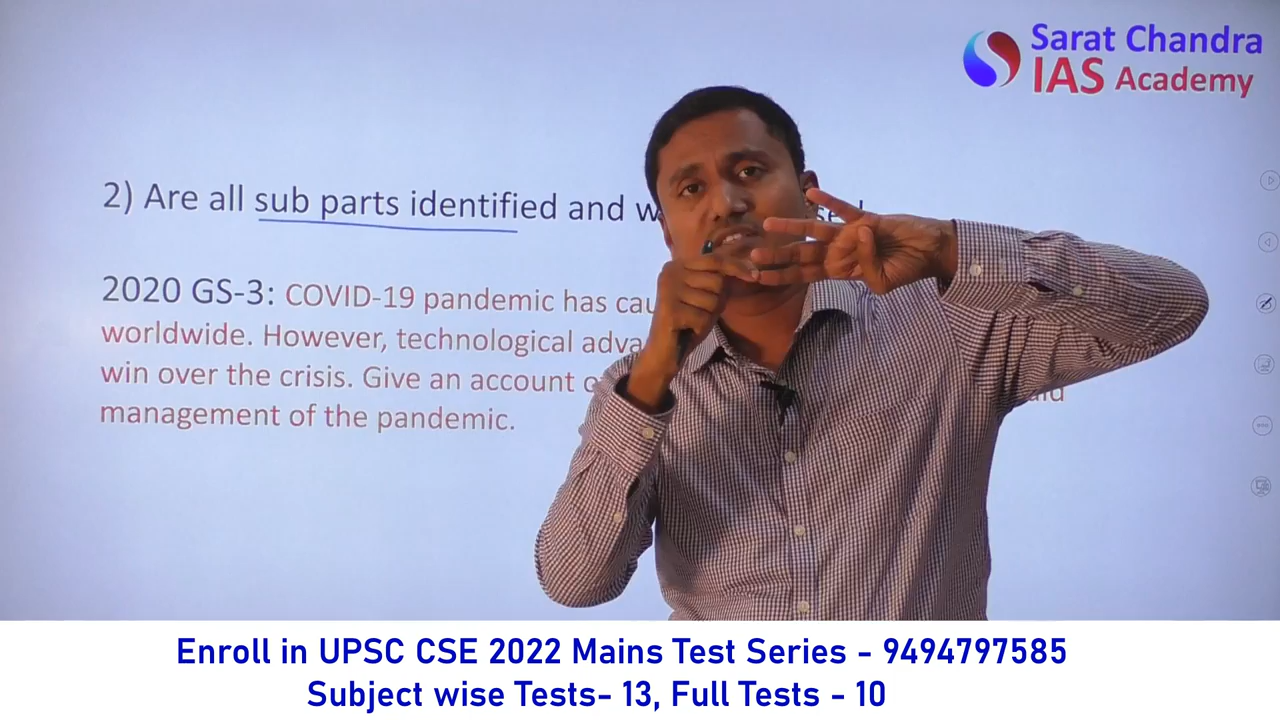 Sarat Chandra
IAS Academy
2) Are all sub parts identified and
2020 GS-3: COVID-19 pandemic has
worldwide. However, technological
win over the crisis. Give an account
management of the pandemic.
Enroll in UPSC CSE 2022 Mains Test Series - 9494797585
Subject wise Tests- 13, Full Tests - 10